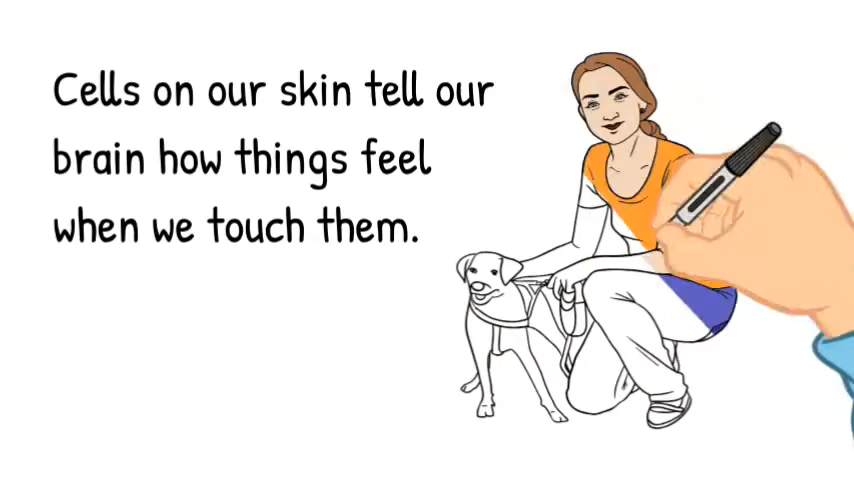 Cells on our skin tell our
brain how things feel
when we touch them.